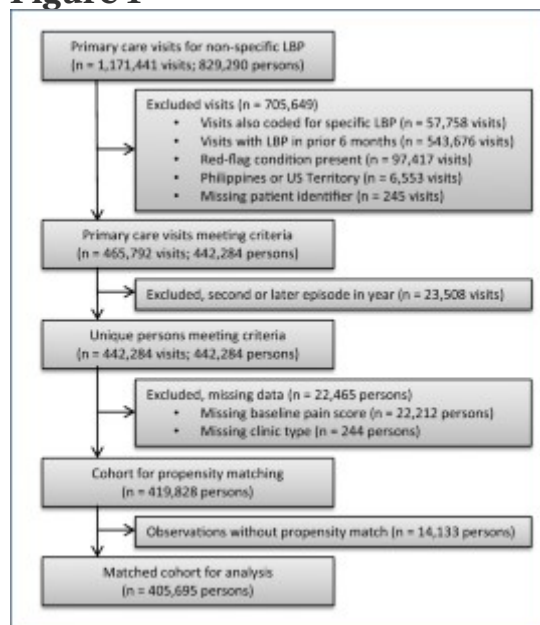 Figure 1
Primary care visits for non-specific LBP
(n = 1,171,441 visits; 829,290 persons)
Excluded visits (n = 705,649)
• Visits also coded for specific LBP (n = 57,758 visits)
• Visits with LBP in prior 6 months (n = 543,676 visits)
• Red-flag condition present (n = 97,417 visits)
• Philippines or US Territory (n = 6,553 visits)
• Missing patient identifier (n = 245 visits)
Primary care visits meeting criteria
(n = 465,792 visits; 442,284 persons)
Excluded, second or later episode in year (n = 23,508 visits)
Unique persons meeting criteria
(n = 442,284 visits; 442,284 persons)
Excluded, missing data (n = 22,465 persons)
• Missing baseline pain score (n = 22,212 persons)
• Missing clinic type (n = 244 persons)
Cohort for propensity matching
(n = 419,828 persons)
Observations without propensity match (n = 14,133 persons)
Matched cohort for analysis
(n = 405,695 persons)